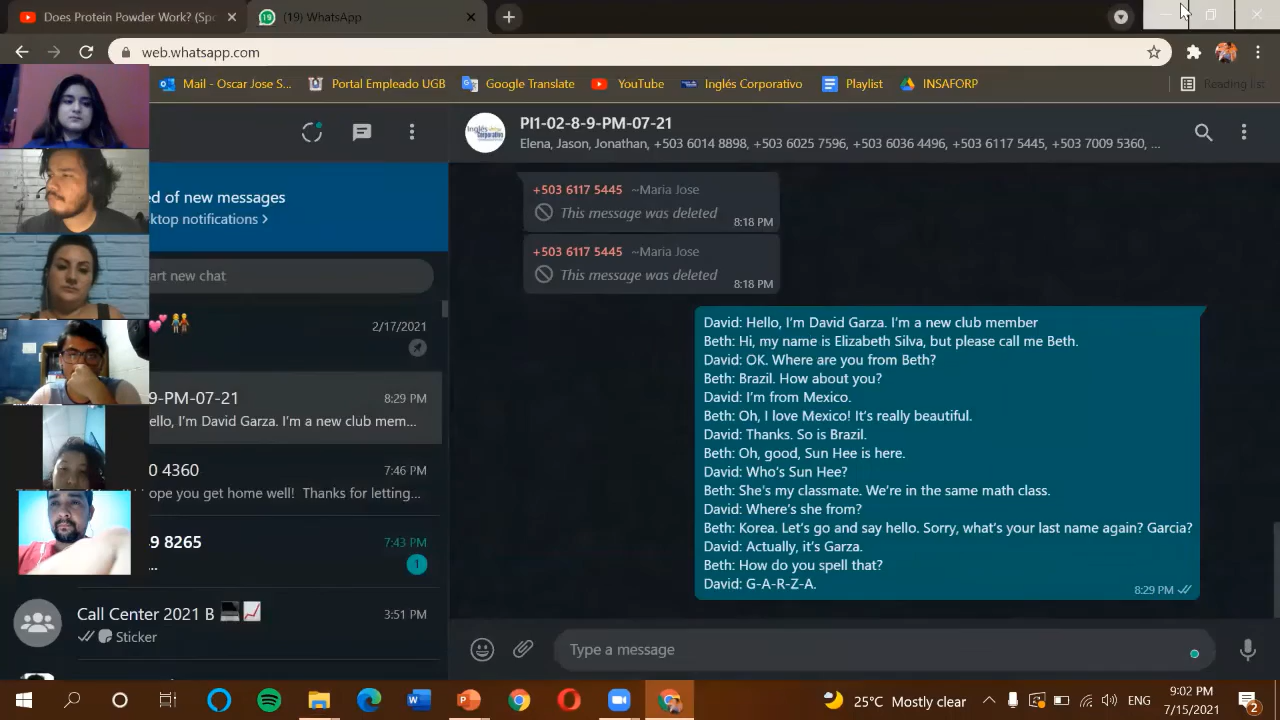 Does Protein Powder Work? (Spo
(19) WhatsApp
web.whatsapp.com
Mail - Oscar Jose S...
Portal Empleado UGB
Google Translate
YouTube
Inglés Corporativo
Playlist
INSAFORP
Reading list
PI1-02-8-9-PM-07-21
Elena, Jason, Jonathan, +503 6014 8898, +503 6025 7596, +503 6036 4496, +503 6117 5445, +503 7009 5360, ...
ed of new messages
ktop notifications >
art new chat
2/17/2021
9-PM-07-21
8:29 PM
ello, I'm David Garza. I'm a new club mem...
0 4360
7:46 PM
hope you get home well! Thanks for letting...
9 8265
7:43 PM
...
1
Call Center 2021 B
3:51 PM
Sticker
+503 6117 5445 ~Maria Jose
This message was deleted
8:18 PM
+503 6117 5445 ~Maria Jose
This message was deleted
8:18 PM
David: Hello, I'm David Garza. I'm a new club member
Beth: Hi, my name is Elizabeth Silva, but please call me Beth.
David: OK. Where are you from Beth?
Beth: Brazil. How about you?
David: I'm from Mexico.
Beth: Oh, I love Mexico! It's really beautiful.
David: Thanks. So is Brazil.
Beth: Oh, good, Sun Hee is here.
David: Who's Sun Hee?
Beth: She's my classmate. We're in the same math class.
David: Where's she from?
Beth: Korea. Let's go and say hello. Sorry, what's your last name again? Garcia?
David: Actually, it's Garza.
Beth: How do you spell that?
David: G-A-R-Z-A.
8:29 PM
Type a message
25°C Mostly clear
ENG
9:02 PM
7/15/2021
2